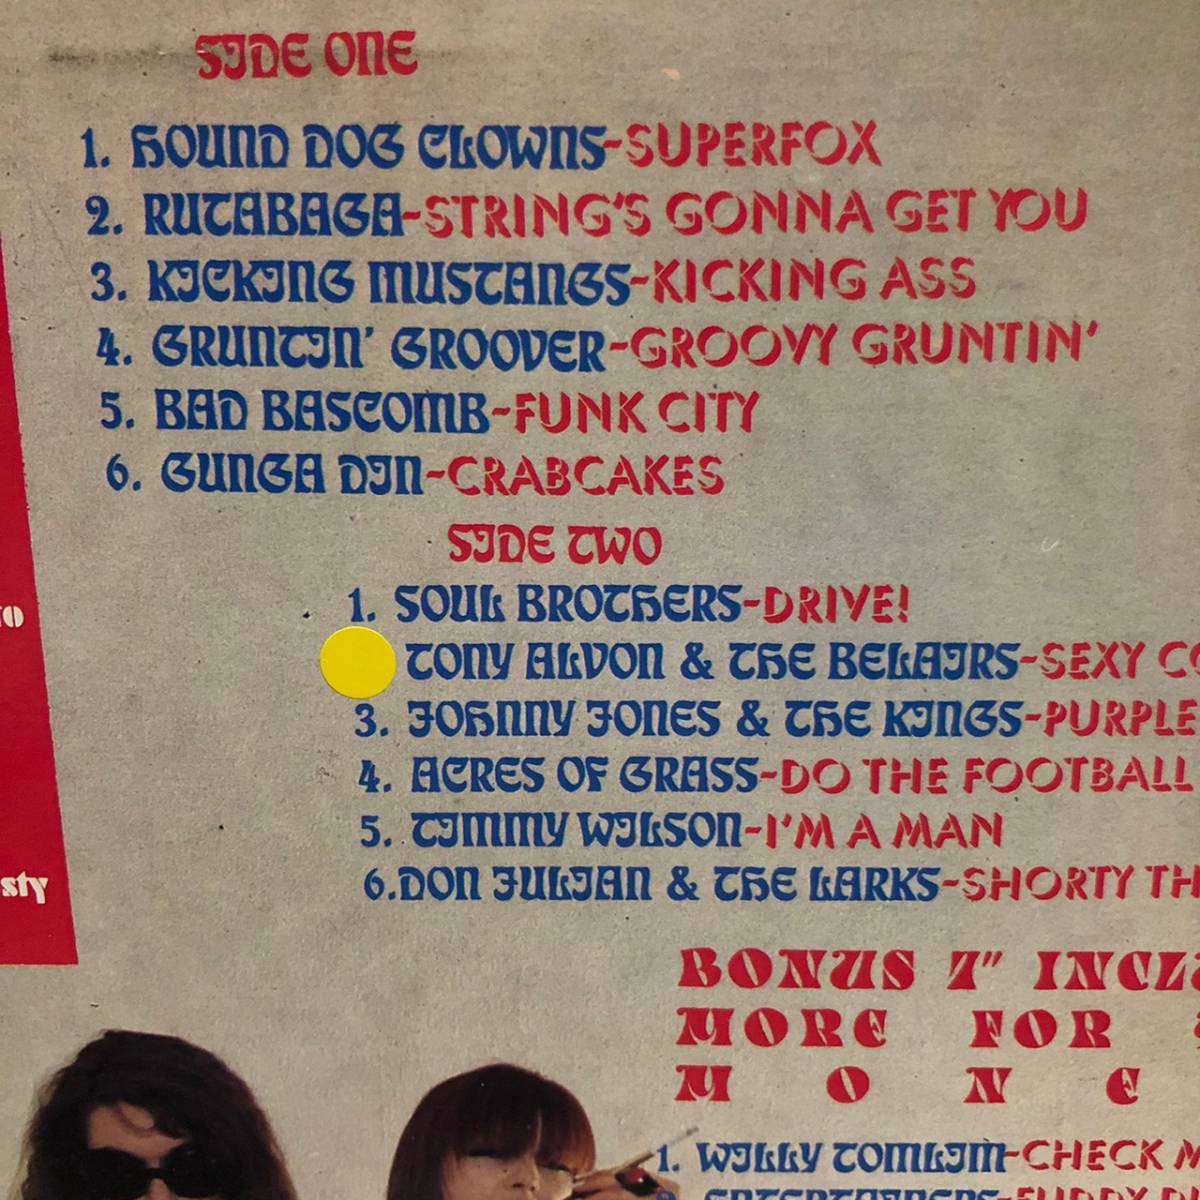 SIDE ONE
1. HOUND DOG CLOWNS-SUPERFOX
2. RUTABAGA-STRING'S GONNA GET YOU
3. KICKING MUSTANGS-KICKING ASS
4. GRUNTIN' GROOVER-GROOVY GRUNTIN'
5. BAD BASCOMB-FUNK CITY
6. GUNGA DIN-CRABCAKES
SIDE TWO
1. SOUL BROTHERS-DRIVE!
TONY ALVON & THE BELAIRS-SEXY
3. JOHNNY JONES & THE KINGS-PURPLE
4. ACRES OF GRASS-DO THE FOOTBALL
5. TIMMY WILSON-I'M A MAN
6.DON JULIAN & THE LARKS-SHORTY
sty
BONUS 7"
MORE FOR
M O N E
1. WILLY TOMLIM-CHECK